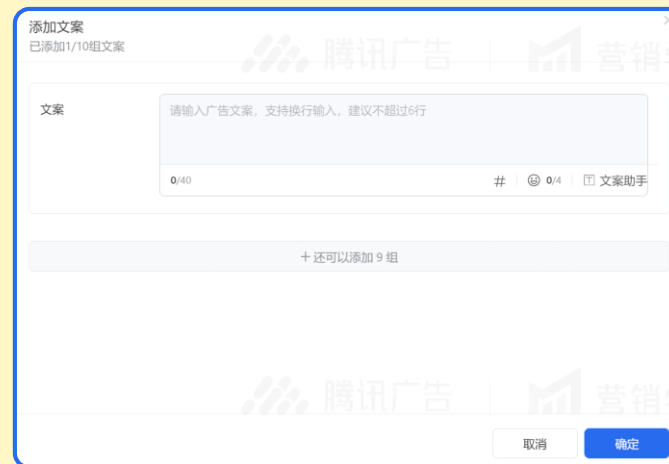 添加文案
已添加1/10组文案
腾讯广告 营销
文案
请输入广告文案，支持换行输入，建议不超过6行
0/40 # 0/4 文案助手
+ 还可以添加 9 组
腾讯广告 营销
取消 确定